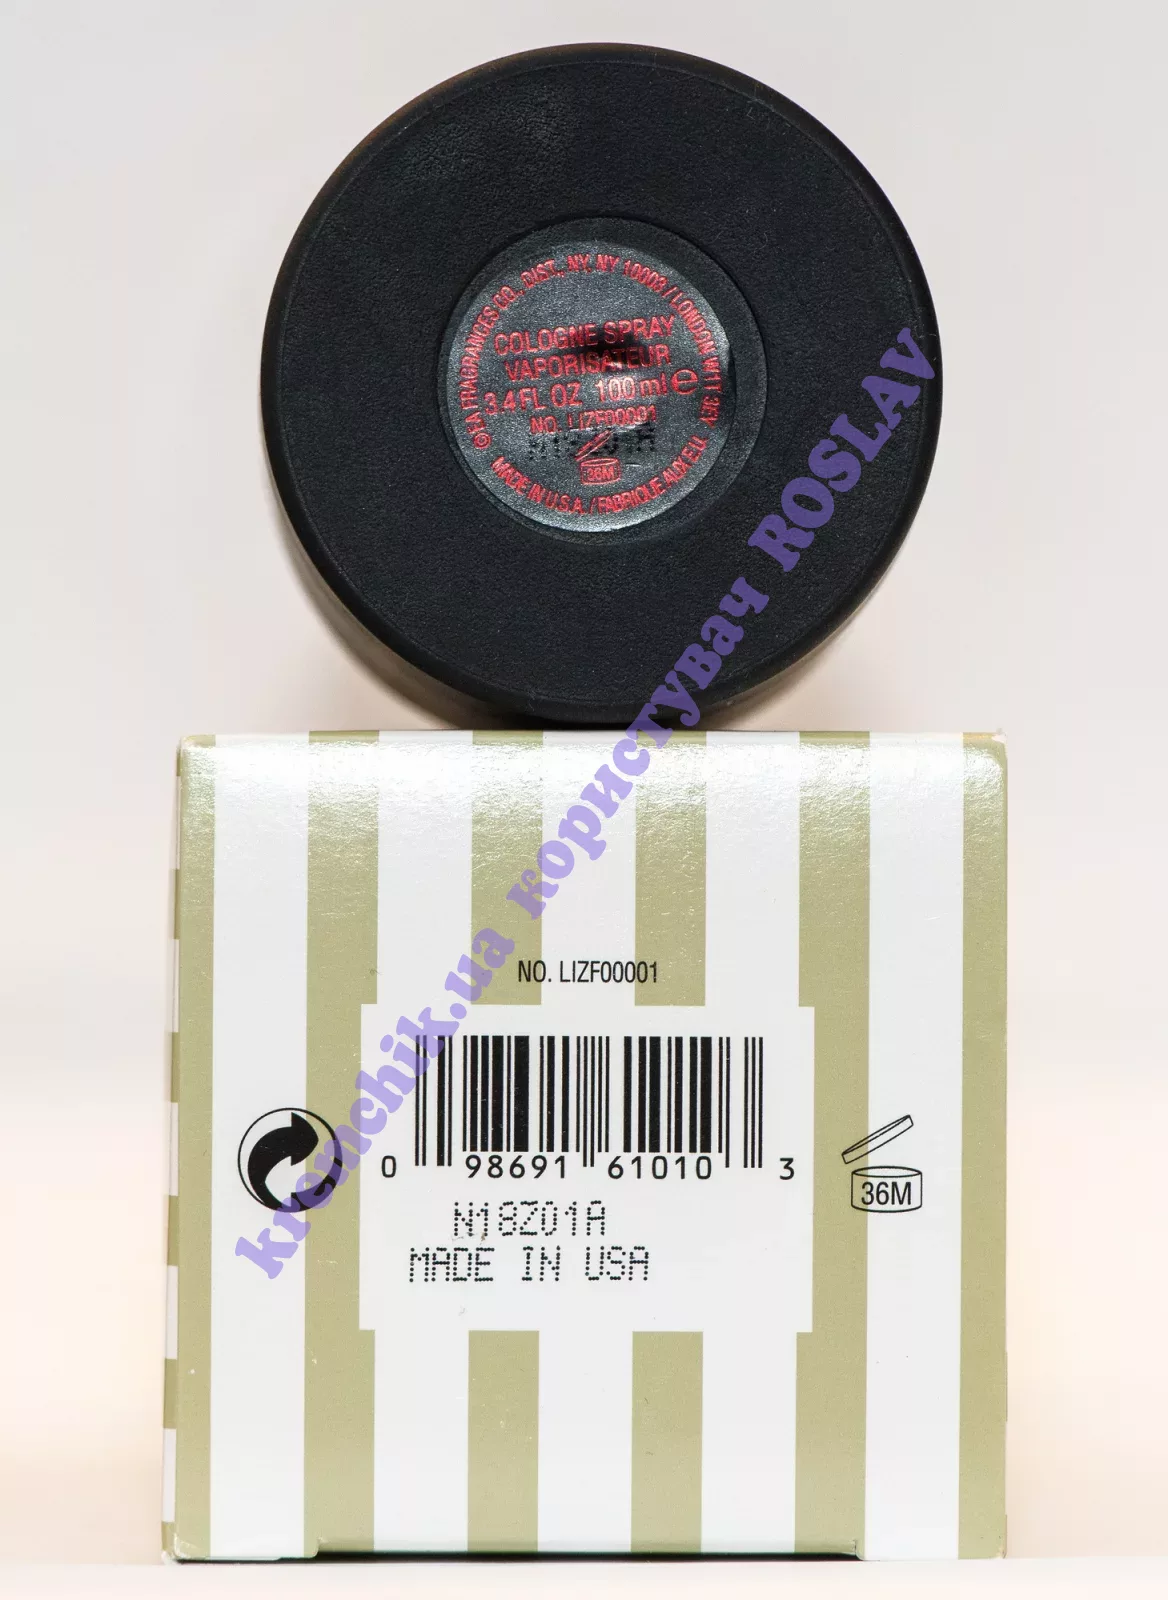 ©EA FRAGRANCES CO., DIST., NY, NY 10003 / LONDON W11 3EY
COLOGNE SPRAY
VAPORISATEUR
3.4 FL OZ 100 ml ℮
NO. LIZF00001
36M
MADE IN U.S.A. / FABRIQUE AUX E.U.
kremchik.ua користувач ROSLAV
NO. LIZF00001
0 98691 61010 3
36M
N18Z01A
MADE IN USA